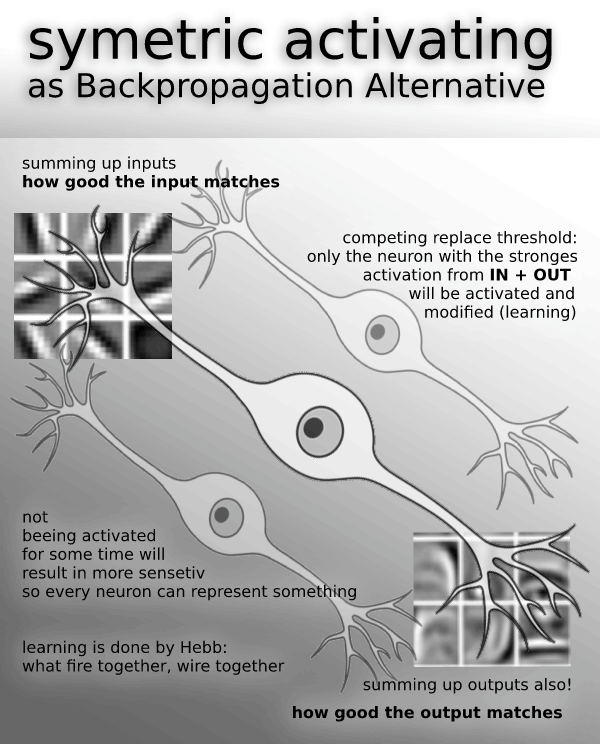 symetric activating
as Backpropagation Alternative
summing up inputs
how good the input matches
competing replace threshold:
only the neuron with the stronges
activation from IN + OUT
will be activated and
modified (learning)
not
beeing activated
for some time will
result in more sensetiv
so every neuron can represent something
learning is done by Hebb:
what fire together, wire together
summing up outputs also!
how good the output matches